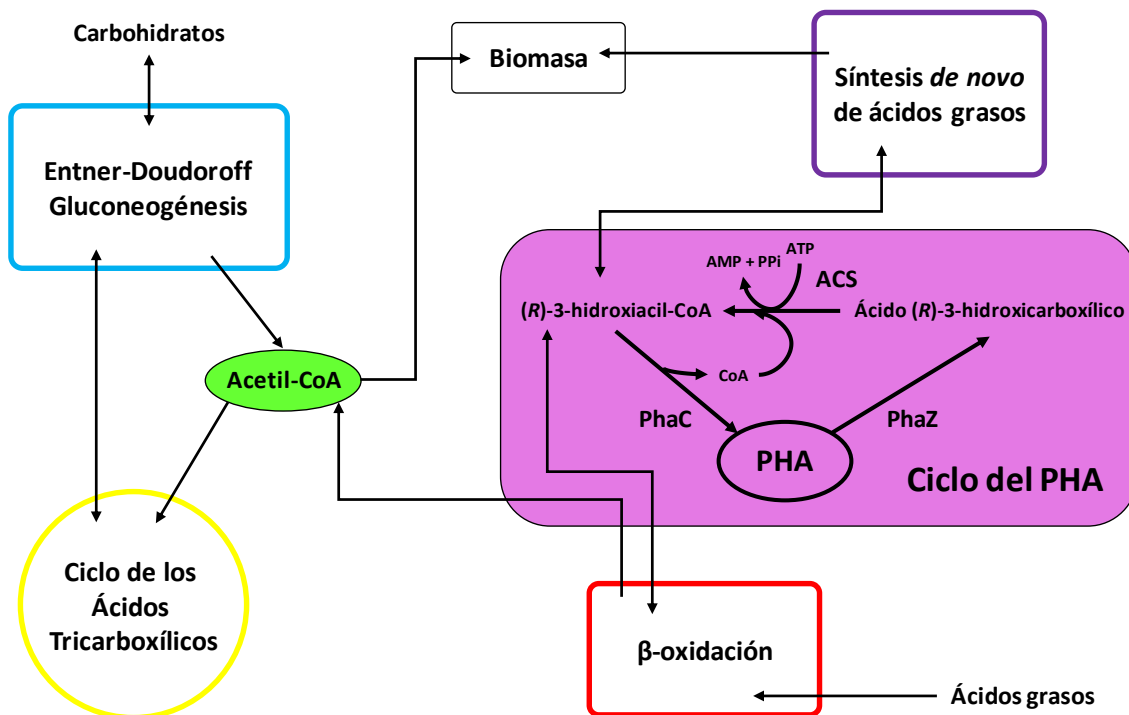 Carbohidratos
Biomasa
Síntesis de novo
de ácidos grasos
Entner-Doudoroff
Gluconeogénesis
ATP
AMP + PPi
ACS
(R)-3-hidroxiacil-CoA
Ácido (R)-3-hidroxicarboxílico
Acetil-CoA
CoA
PhaC
PhaZ
PHA
Ciclo del PHA
Ciclo de los
Ácidos
Tricarboxílicos
β-oxidación
Ácidos grasos